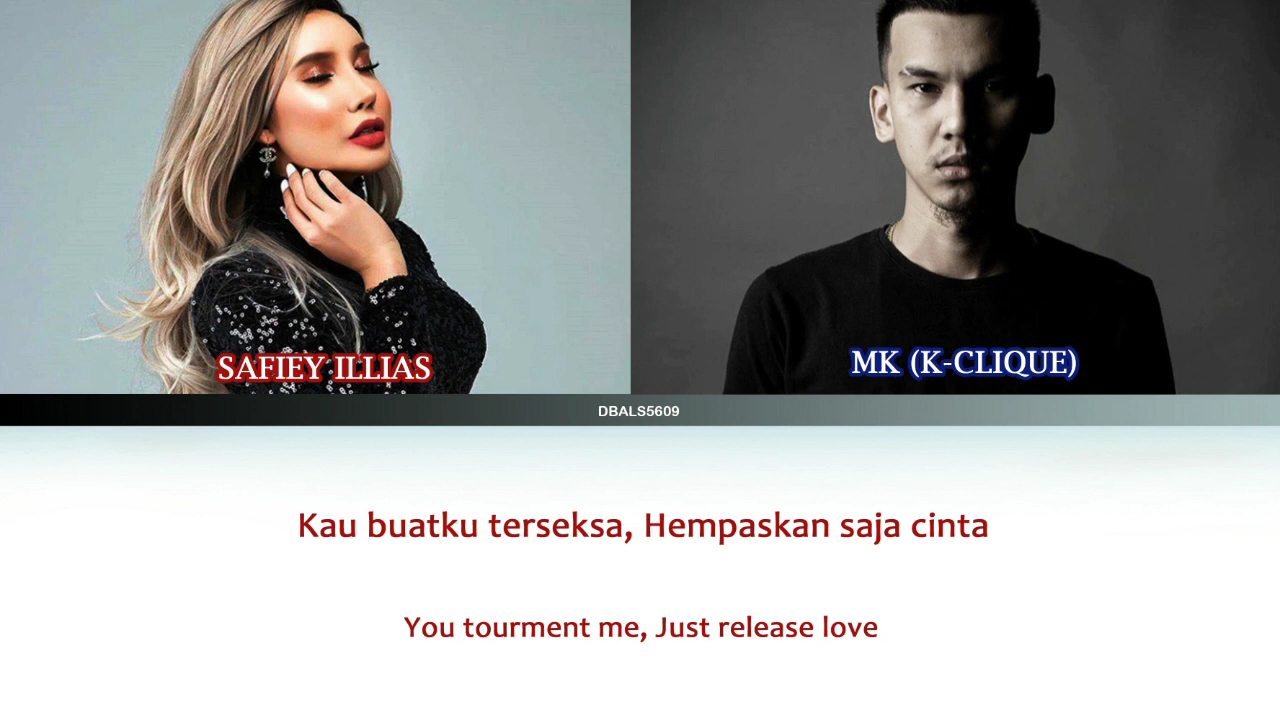 SAFIEY ILLIAS
MK (K-CLIQUE)
DBALS5609
Kau buatku terseksa, Hempaskan saja cinta
You tourment me, Just release love